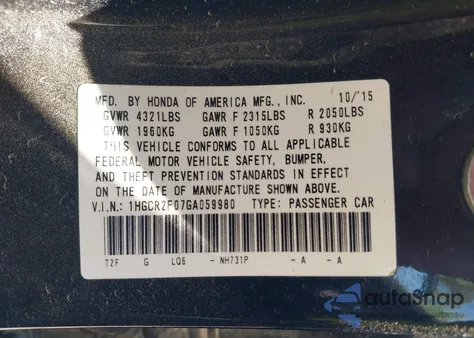 MFD. BY HONDA OF AMERICA MFG., INC. 10/'15
GVWR 4321LBS GAWR F 2315LBS R 2050LBS
GVWR 1960KG GAWR F 1050KG R 930KG
THIS VEHICLE CONFORMS TO ALL APPLICABLE
FEDERAL MOTOR VEHICLE SAFETY, BUMPER,
AND THEFT PREVENTION STANDARDS IN EFFECT
ON THE DATE OF MANUFACTURE SHOWN ABOVE.
V.I.N.: 1HGCR2F07GA059980 TYPE: PASSENGER CAR
T2F G LQ6 - NH731P - A - A
autoSnap